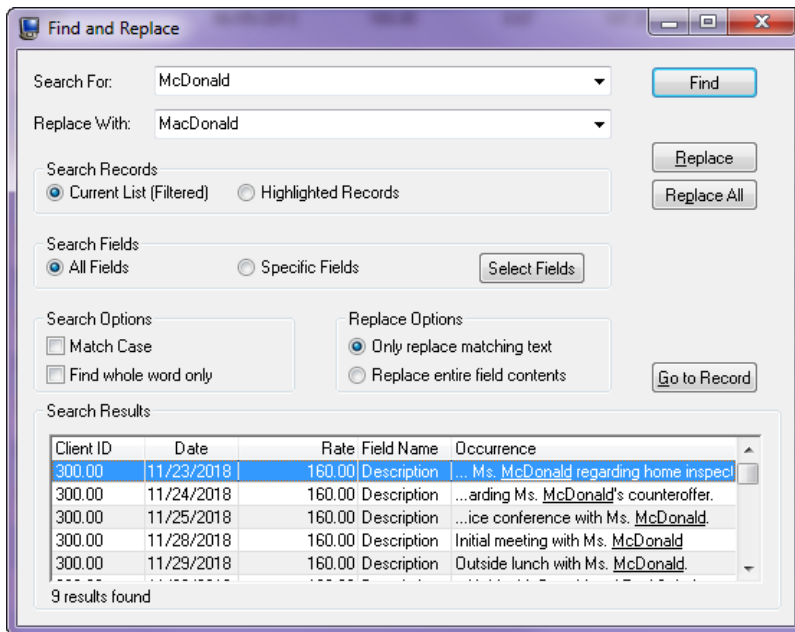 Find and Replace
Search For: McDonald Find
Replace With: MacDonald
Replace
Search Records
Current List (Filtered) Highlighted Records Replace All
Search Fields
All Fields Specific Fields Select Fields
Search Options Replace Options
Match Case Only replace matching text
Find whole word only Replace entire field contents Go to Record
Search Results
Client ID Date Rate Field Name Occurrence
300.00 11/23/2018 160.00 Description ... Ms. McDonald regarding home inspect
300.00 11/24/2018 160.00 Description ...arding Ms. McDonald's counteroffer.
300.00 11/25/2018 160.00 Description ...ice conference with Ms. McDonald.
300.00 11/28/2018 160.00 Description Initial meeting with Ms. McDonald
300.00 11/29/2018 160.00 Description Outside lunch with Ms. McDonald.
9 results found